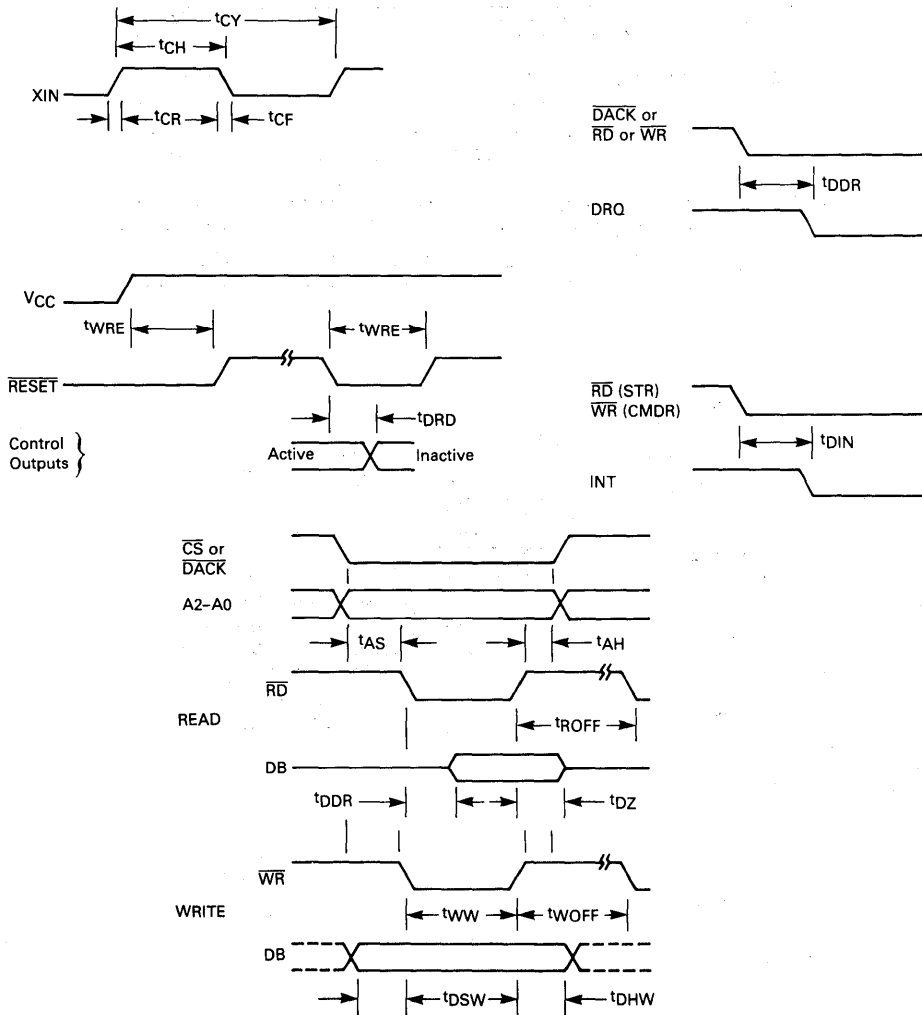 tCY
tCH
XIN
tCR
tCF
DACK or
RD or WR
tDDR
DRQ
VCC
tWRE
tWRE
RESET
tDRD
Control
Outputs
Active
Inactive
RD (STR)
WR (CMDR)
tDIN
INT
CS or
DACK
A2–A0
tAS
tAH
RD
READ
tROFF
DB
tDDR
tDZ
WR
WRITE
tWW
tWOFF
DB
tDSW
tDHW